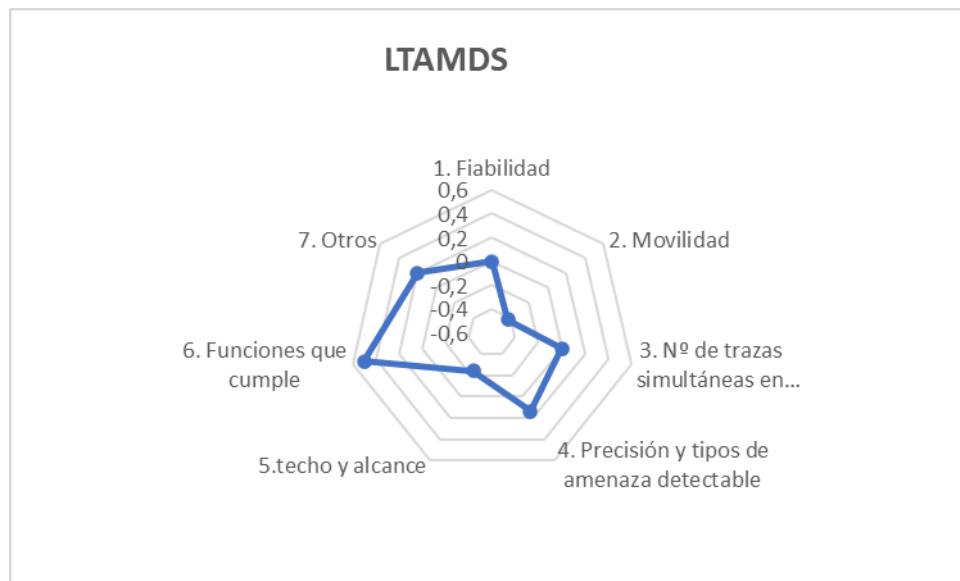 LTAMDS
1. Fiabilidad
0,6
0,4
0,2
0
-0,2
-0,4
-0,6
2. Movilidad
3. Nº de trazas
simultáneas en...
4. Precisión y tipos de
amenaza detectable
5.techo y alcance
6. Funciones que
cumple
7. Otros